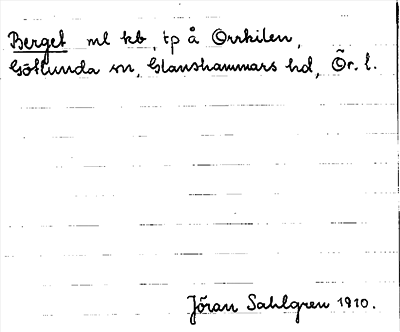 Berget ml kb, tp å Orrkilen,
Götlunda sn, Glanshammars hd, Ör. l.
Jöran Sahlgren 1910.